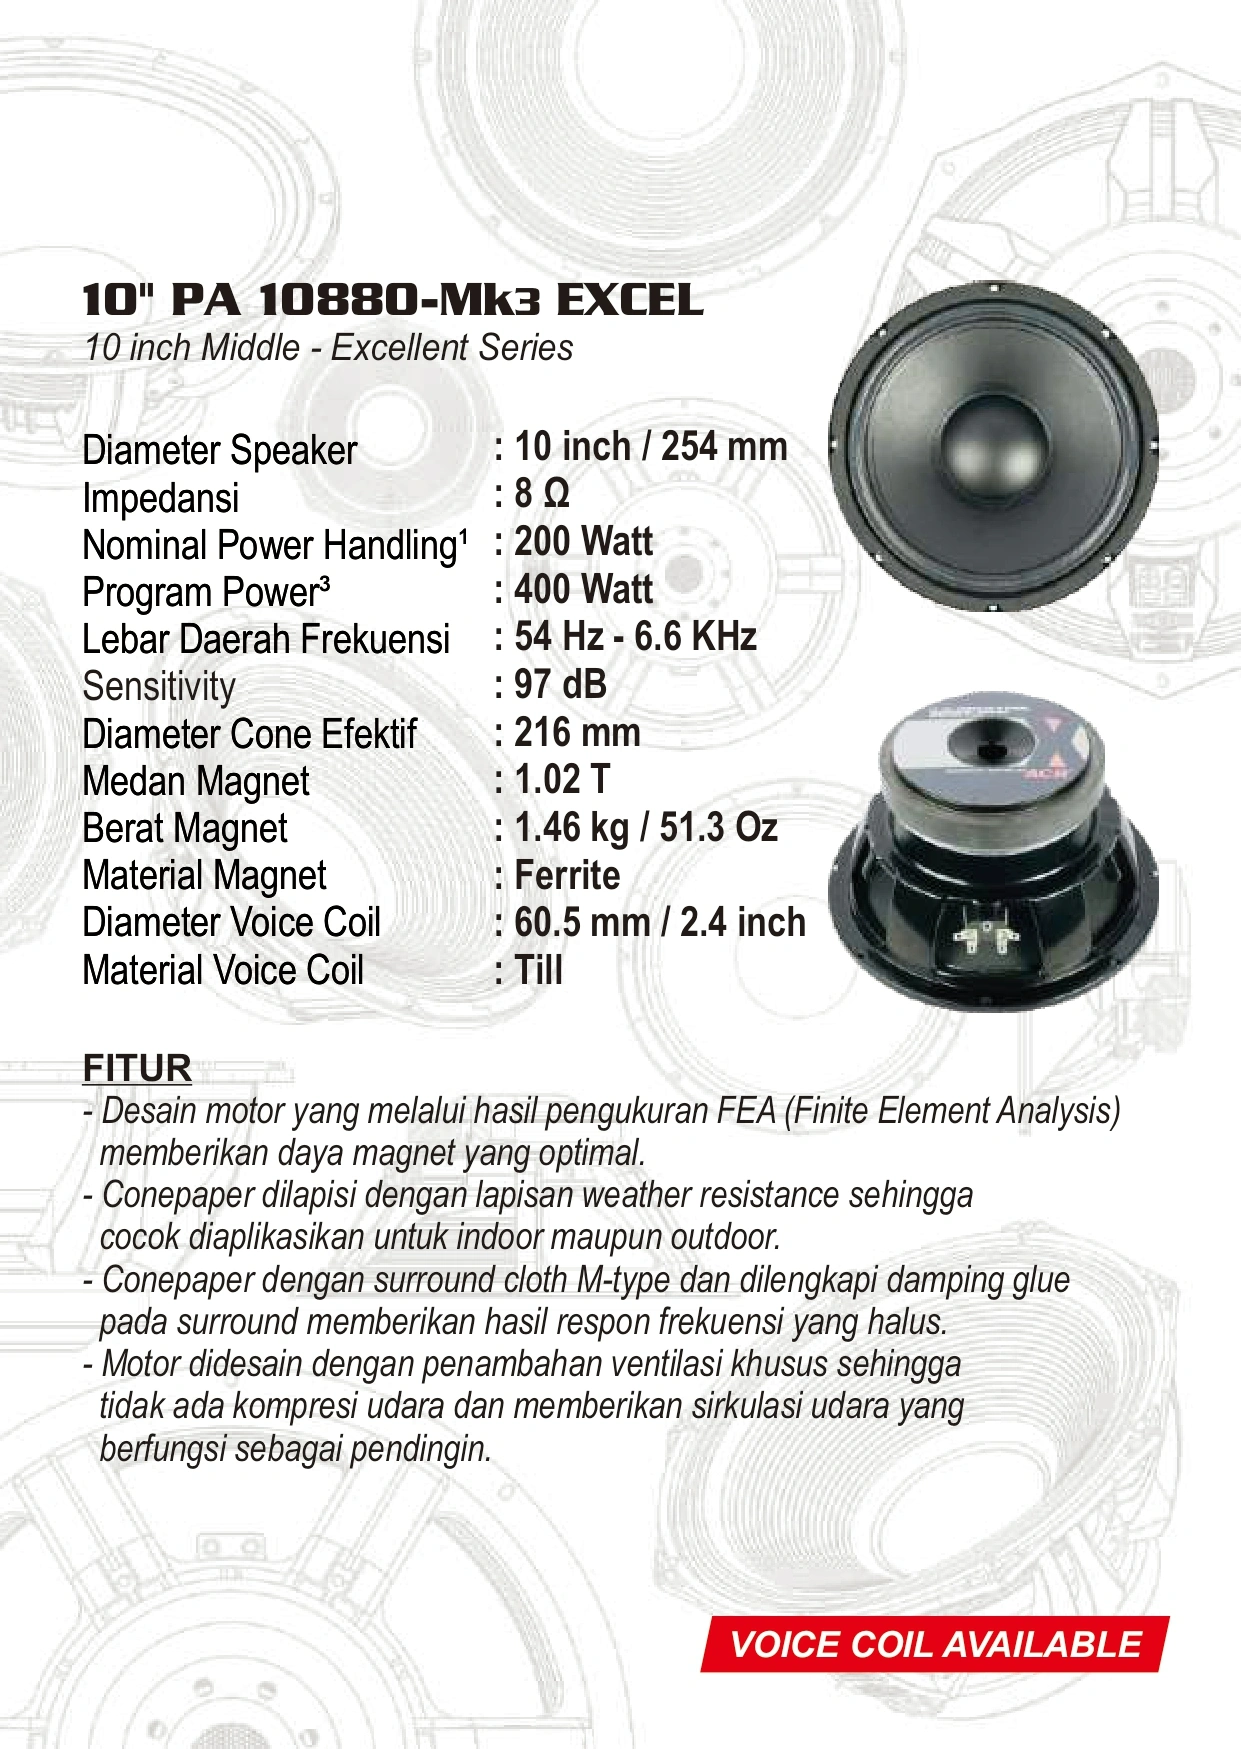 10" PA 10880-Mk3 EXCEL
10 inch Middle - Excellent Series
Diameter Speaker : 10 inch / 254 mm
Impedansi : 8 Ω
Nominal Power Handling¹ : 200 Watt
Program Power³ : 400 Watt
Lebar Daerah Frekuensi : 54 Hz - 6.6 KHz
Sensitivity : 97 dB
Diameter Cone Efektif : 216 mm
Medan Magnet : 1.02 T
Berat Magnet : 1.46 kg / 51.3 Oz
Material Magnet : Ferrite
Diameter Voice Coil : 60.5 mm / 2.4 inch
Material Voice Coil : Till
ACR
FITUR
- Desain motor yang melalui hasil pengukuran FEA (Finite Element Analysis)
memberikan daya magnet yang optimal.
- Conepaper dilapisi dengan lapisan weather resistance sehingga
cocok diaplikasikan untuk indoor maupun outdoor.
- Conepaper dengan surround cloth M-type dan dilengkapi damping glue
pada surround memberikan hasil respon frekuensi yang halus.
- Motor didesain dengan penambahan ventilasi khusus sehingga
tidak ada kompresi udara dan memberikan sirkulasi udara yang
berfungsi sebagai pendingin.
VOICE COIL AVAILABLE